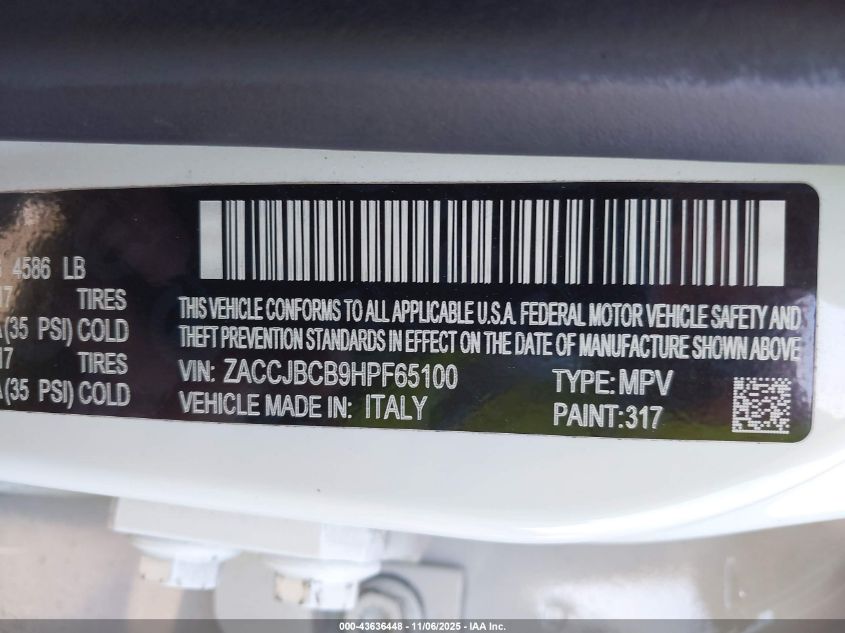 4586 LB
TIRES
(35 PSI) COLD
17 TIRES
(35 PSI) COLD
THIS VEHICLE CONFORMS TO ALL APPLICABLE U.S.A. FEDERAL MOTOR VEHICLE SAFETY AND
THEFT PREVENTION STANDARDS IN EFFECT ON THE DATE OF MANUFACTURE SHOWN ABOVE
VIN: ZACCJBCB9HPF65100 TYPE: MPV
VEHICLE MADE IN: ITALY PAINT:317
000-43636448 - 11/06/2025 - IAA Inc.